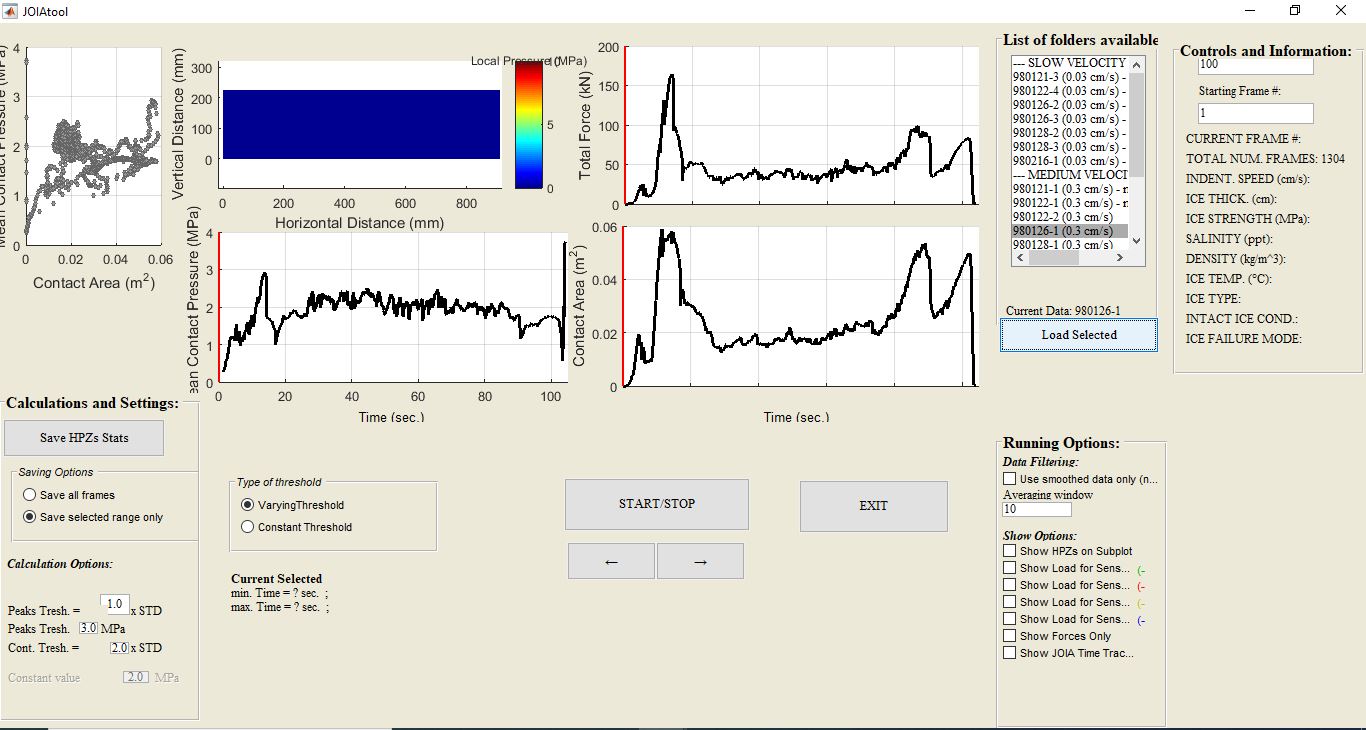 JOIAtool
Mean Contact Pressure (MPa)
4
3
2
1
0
0
0.02
0.04
0.06
Contact Area (m2)
Vertical Distance (mm)
300
200
100
0
0
200
400
600
800
Horizontal Distance (mm)
Local Pressure (MPa)
10
5
0
Total Force (kN)
200
150
100
50
0
ean Contact Pressure (MPa)
4
3
2
1
0
0
20
40
60
80
100
Time (sec.)
Contact Area (m2)
0.06
0.04
0.02
0
Time (sec.)
List of folders available
--- SLOW VELOCITY
980121-3 (0.03 cm/s) -
980122-4 (0.03 cm/s) -
980126-2 (0.03 cm/s) -
980126-3 (0.03 cm/s) -
980128-2 (0.03 cm/s) -
980128-3 (0.03 cm/s) -
980216-1 (0.03 cm/s) -
--- MEDIUM VELOCI
980121-1 (0.3 cm/s) - n
980122-1 (0.3 cm/s) - n
980122-2 (0.3 cm/s)
980126-1 (0.3 cm/s)
980128-1 (0.3 cm/s)
Current Data: 980126-1
Load Selected
Controls and Information:
100
Starting Frame #:
1
CURRENT FRAME #:
TOTAL NUM. FRAMES: 1304
INDENT. SPEED (cm/s):
ICE THICK. (cm):
ICE STRENGTH (MPa):
SALINITY (ppt):
DENSITY (kg/m^3):
ICE TEMP. (°C):
ICE TYPE:
INTACT ICE COND.:
ICE FAILURE MODE:
Calculations and Settings:
Save HPZs Stats
Saving Options
Save all frames
Save selected range only
Calculation Options:
Peaks Tresh. = 1.0 x STD
Peaks Tresh. 3.0 MPa
Cont. Tresh. = 2.0 x STD
Constant value 2.0 MPa
Type of threshold
VaryingThreshold
Constant Threshold
Current Selected
min. Time = ? sec. ;
max. Time = ? sec. ;
START/STOP
← →
EXIT
Running Options:
Data Filtering:
Use smoothed data only (n...
Averaging window
10
Show Options:
Show HPZs on Subplot
Show Load for Sens... (-
Show Load for Sens... (-
Show Load for Sens... (-
Show Load for Sens... (-
Show Forces Only
Show JOIA Time Trac...